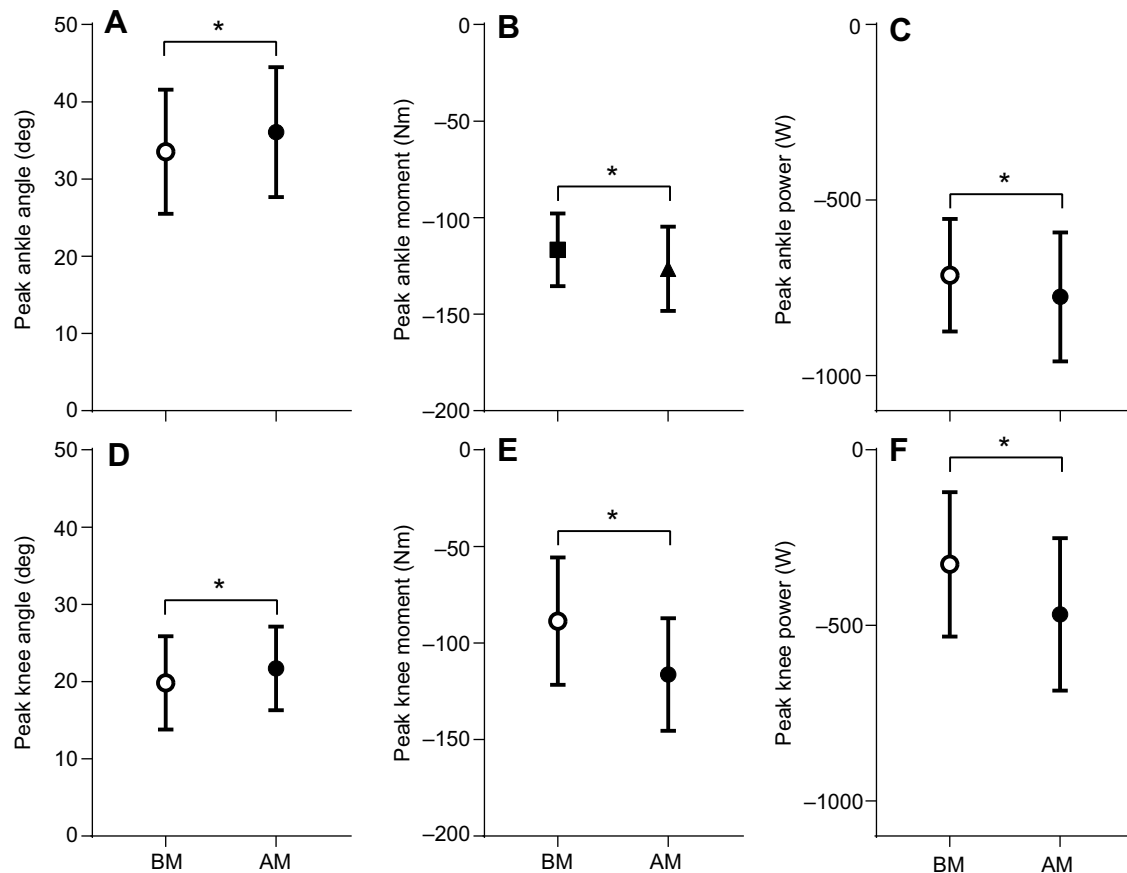 A
Peak ankle angle (deg)
50
40
30
20
10
0
*
B
Peak ankle moment (Nm)
0
–50
–100
–150
–200
*
C
Peak ankle power (W)
0
–500
–1000
*
D
Peak knee angle (deg)
50
40
30
20
10
0
*
BM AM
E
Peak knee moment (Nm)
0
–50
–100
–150
–200
*
BM AM
F
Peak knee power (W)
0
–500
–1000
*
BM AM